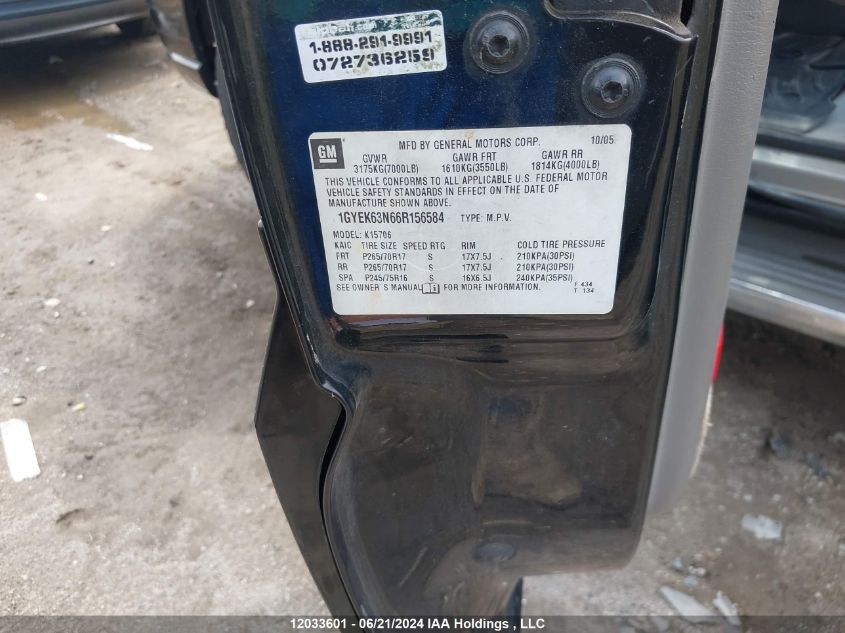 1-888-291-9991
072736259
GM
MFD BY GENERAL MOTORS CORP. 10/05
GVWR GAWR FRT GAWR RR
3175KG(7000LB) 1610KG(3550LB) 1814KG(4000LB)
THIS VEHICLE CONFORMS TO ALL APPLICABLE U.S. FEDERAL MOTOR
VEHICLE SAFETY STANDARDS IN EFFECT ON THE DATE OF
MANUFACTURE SHOWN ABOVE.
1GYEK63N66R156584 TYPE: M.P.V.
MODEL: K15706
KAIC TIRE SIZE SPEED RTG RIM COLD TIRE PRESSURE
FRT P265/70R17 S 17X7.5J 210KPA(30PSI)
RR P265/70R17 S 17X7.5J 210KPA(30PSI)
SPA P245/75R16 S 16X6.5J 240KPA(35PSI)
SEE OWNER'S MANUAL FOR MORE INFORMATION.
F 434
T 134
12033601 - 06/21/2024 IAA Holdings, LLC